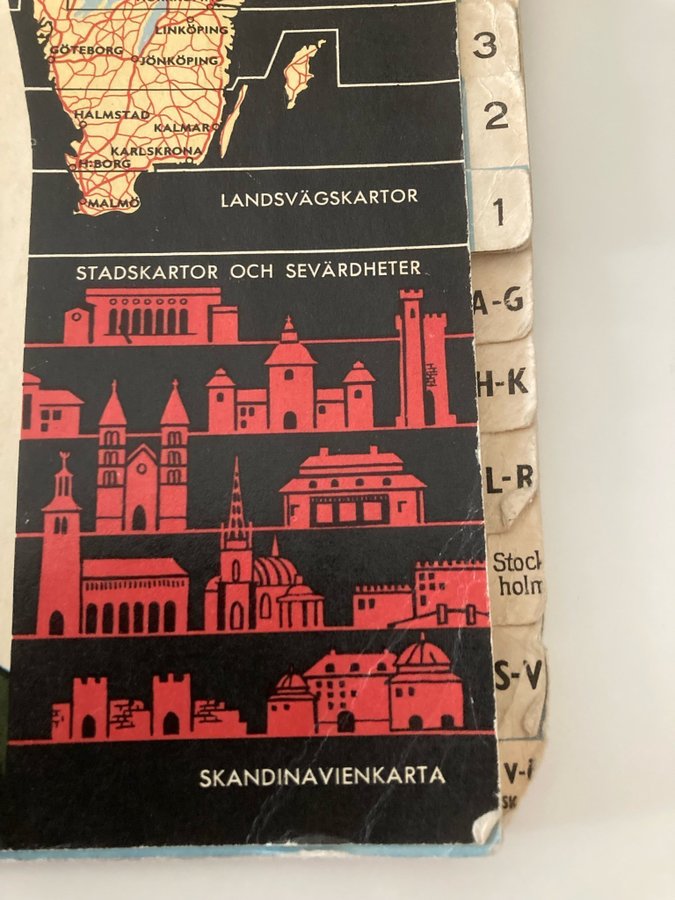 LINKÖPING
GÖTEBORG
JÖNKÖPING
HALMSTAD
KALMAR
KARLSKRONA
H:BORG
MALMÖ
LANDSVÄGSKARTOR
STADSKARTOR OCH SEVÄRDHETER
SKANDINAVIENKARTA
3
2
1
A-G
H-K
L-R
Stock
holm
S-V